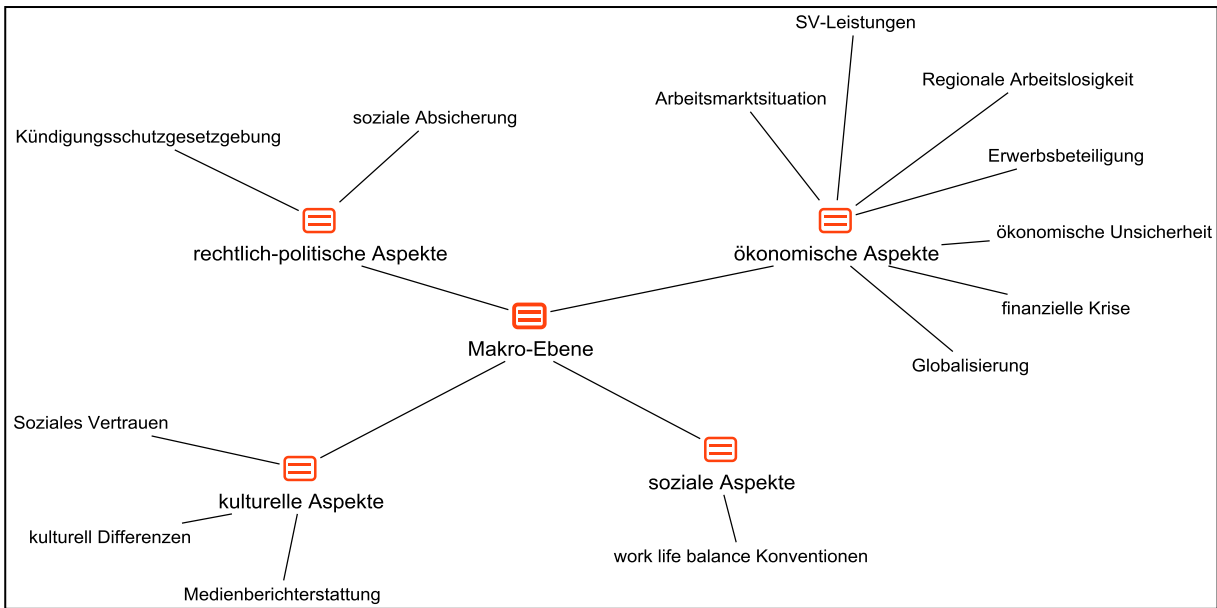 SV-Leistungen
Regionale Arbeitslosigkeit
Arbeitsmarktsituation
soziale Absicherung
Kündigungsschutzgesetzgebung
Erwerbsbeteiligung
ökonomische Unsicherheit
rechtlich-politische Aspekte
ökonomische Aspekte
finanzielle Krise
Makro-Ebene
Globalisierung
Soziales Vertrauen
soziale Aspekte
kulturelle Aspekte
kulturell Differenzen
work life balance Konventionen
Medienberichterstattung